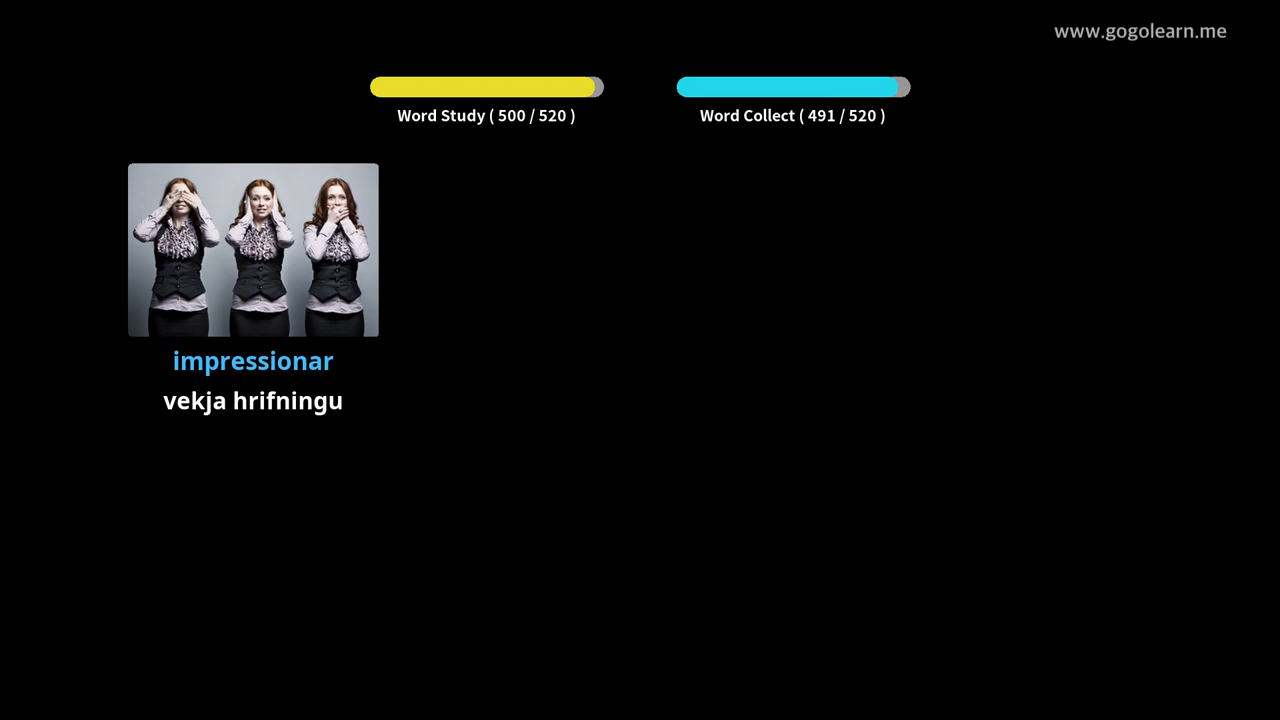 www.gogolearn.me
Word Study ( 500 / 520 )
Word Collect ( 491 / 520 )
impressionar
vekja hrifningu